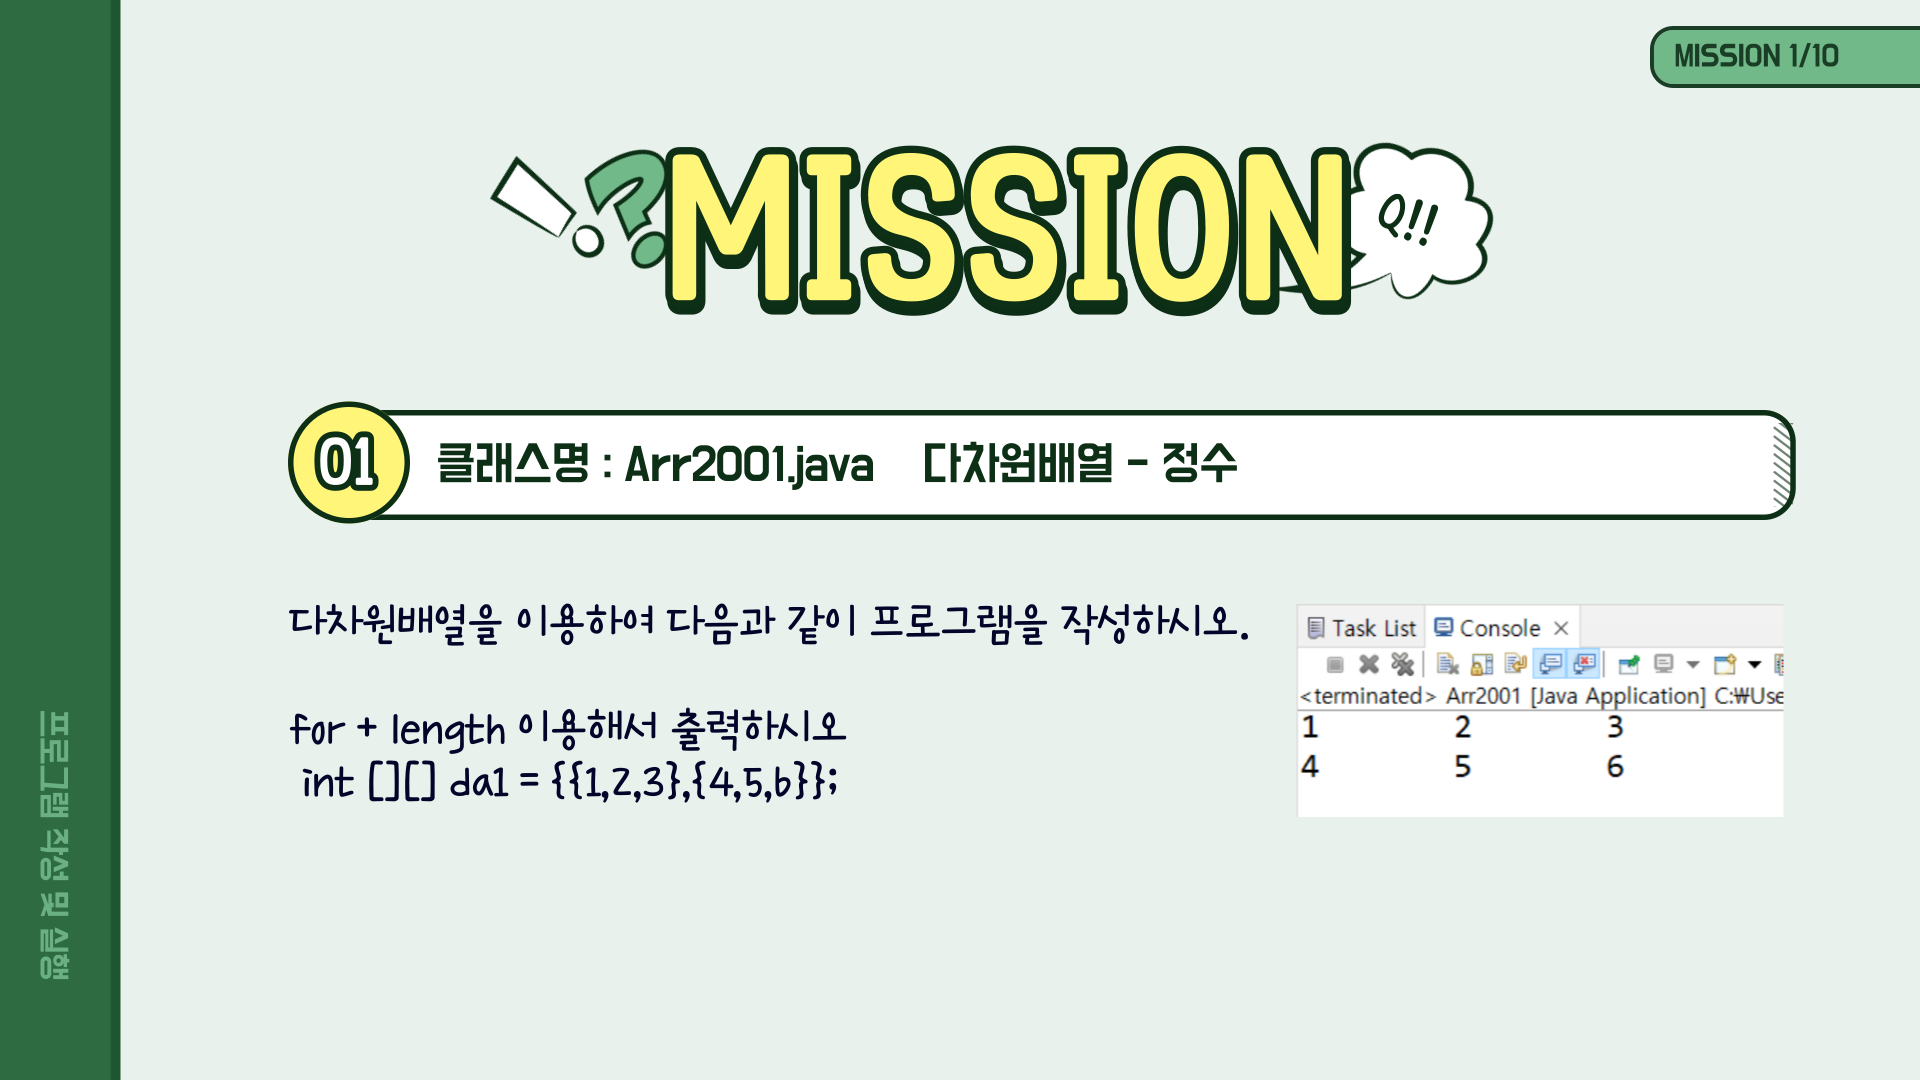 MISSION 1/10
MISSION
Q!!
01
클래스명 : Arr2001.java 다차원배열 - 정수
다차원배열을 이용하여 다음과 같이 프로그램을 작성하시오.
for + length 이용해서 출력하시오
int [][] da1 = {{1,2,3},{4,5,b}};
Task List Console
<terminated> Arr2001 [Java Application] C:₩Use
1 2 3
4 5 6
프로그램 작성 및 실행